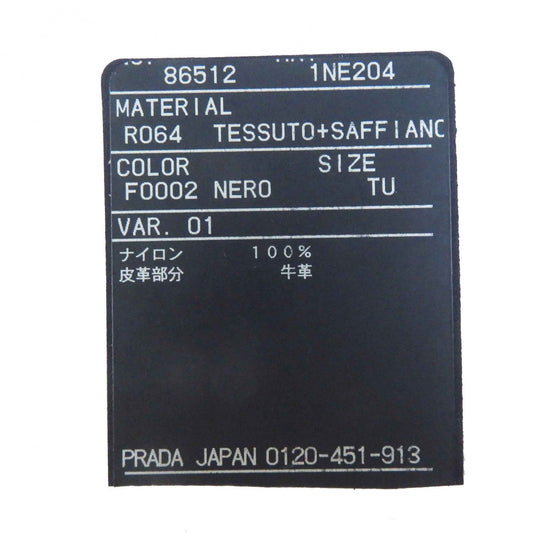 86512 1NE204
MATERIAL
R064 TESSUTO+SAFFIANO
COLOR SIZE
F0002 NERO TU
VAR. 01
ナイロン 100%
皮革部分 牛革
PRADA JAPAN 0120-451-913